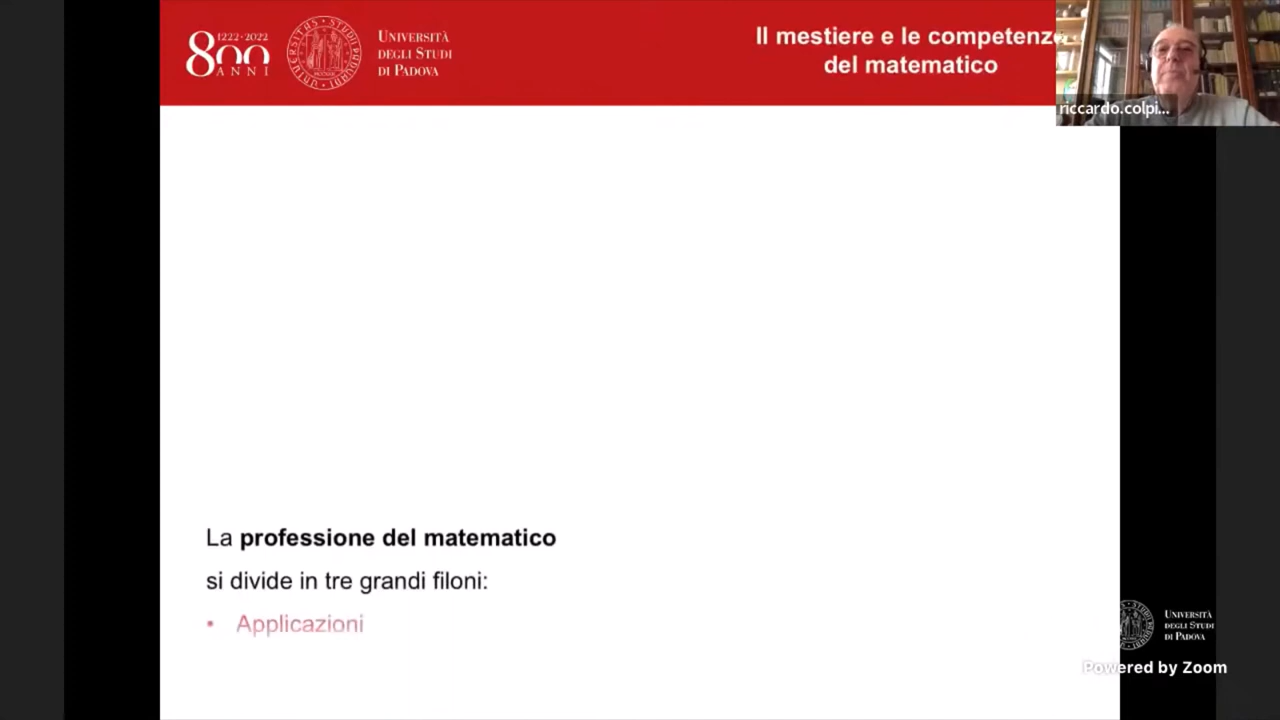 1222·2022
800
ANNI
UNIVERSITÀ
DEGLI STUDI
DI PADOVA
Il mestiere e le competenze
del matematico
riccardo.colpi...
La professione del matematico
si divide in tre grandi filoni:
• Applicazioni
UNIVERSITÀ
DEGLI STUDI
DI PADOVA
Powered by Zoom